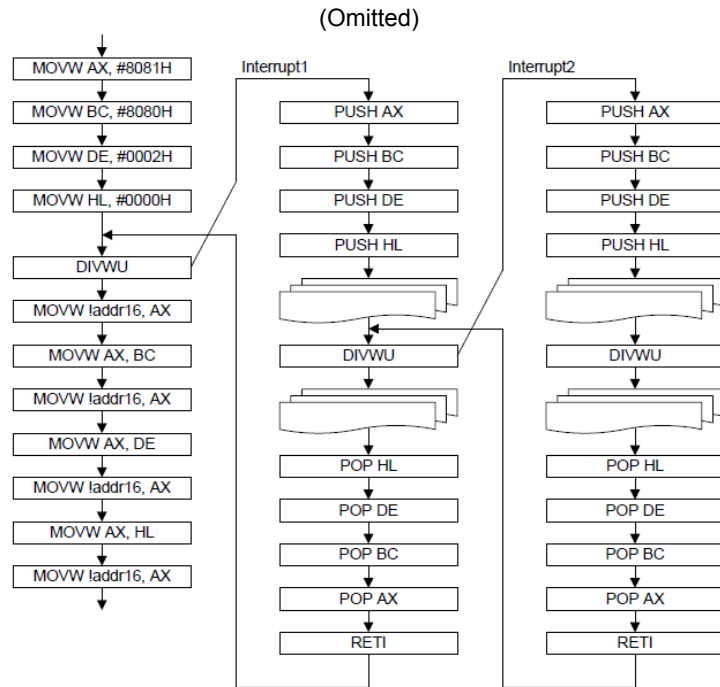 (Omitted)
MOVW AX, #8081H
MOVW BC, #8080H
MOVW DE, #0002H
MOVW HL, #0000H
DIVWU
MOVW !addr16, AX
MOVW AX, BC
MOVW !addr16, AX
MOVW AX, DE
MOVW !addr16, AX
MOVW AX, HL
MOVW !addr16, AX
Interrupt1
PUSH AX
PUSH BC
PUSH DE
PUSH HL
DIVWU
POP HL
POP DE
POP BC
POP AX
RETI
Interrupt2
PUSH AX
PUSH BC
PUSH DE
PUSH HL
DIVWU
POP HL
POP DE
POP BC
POP AX
RETI